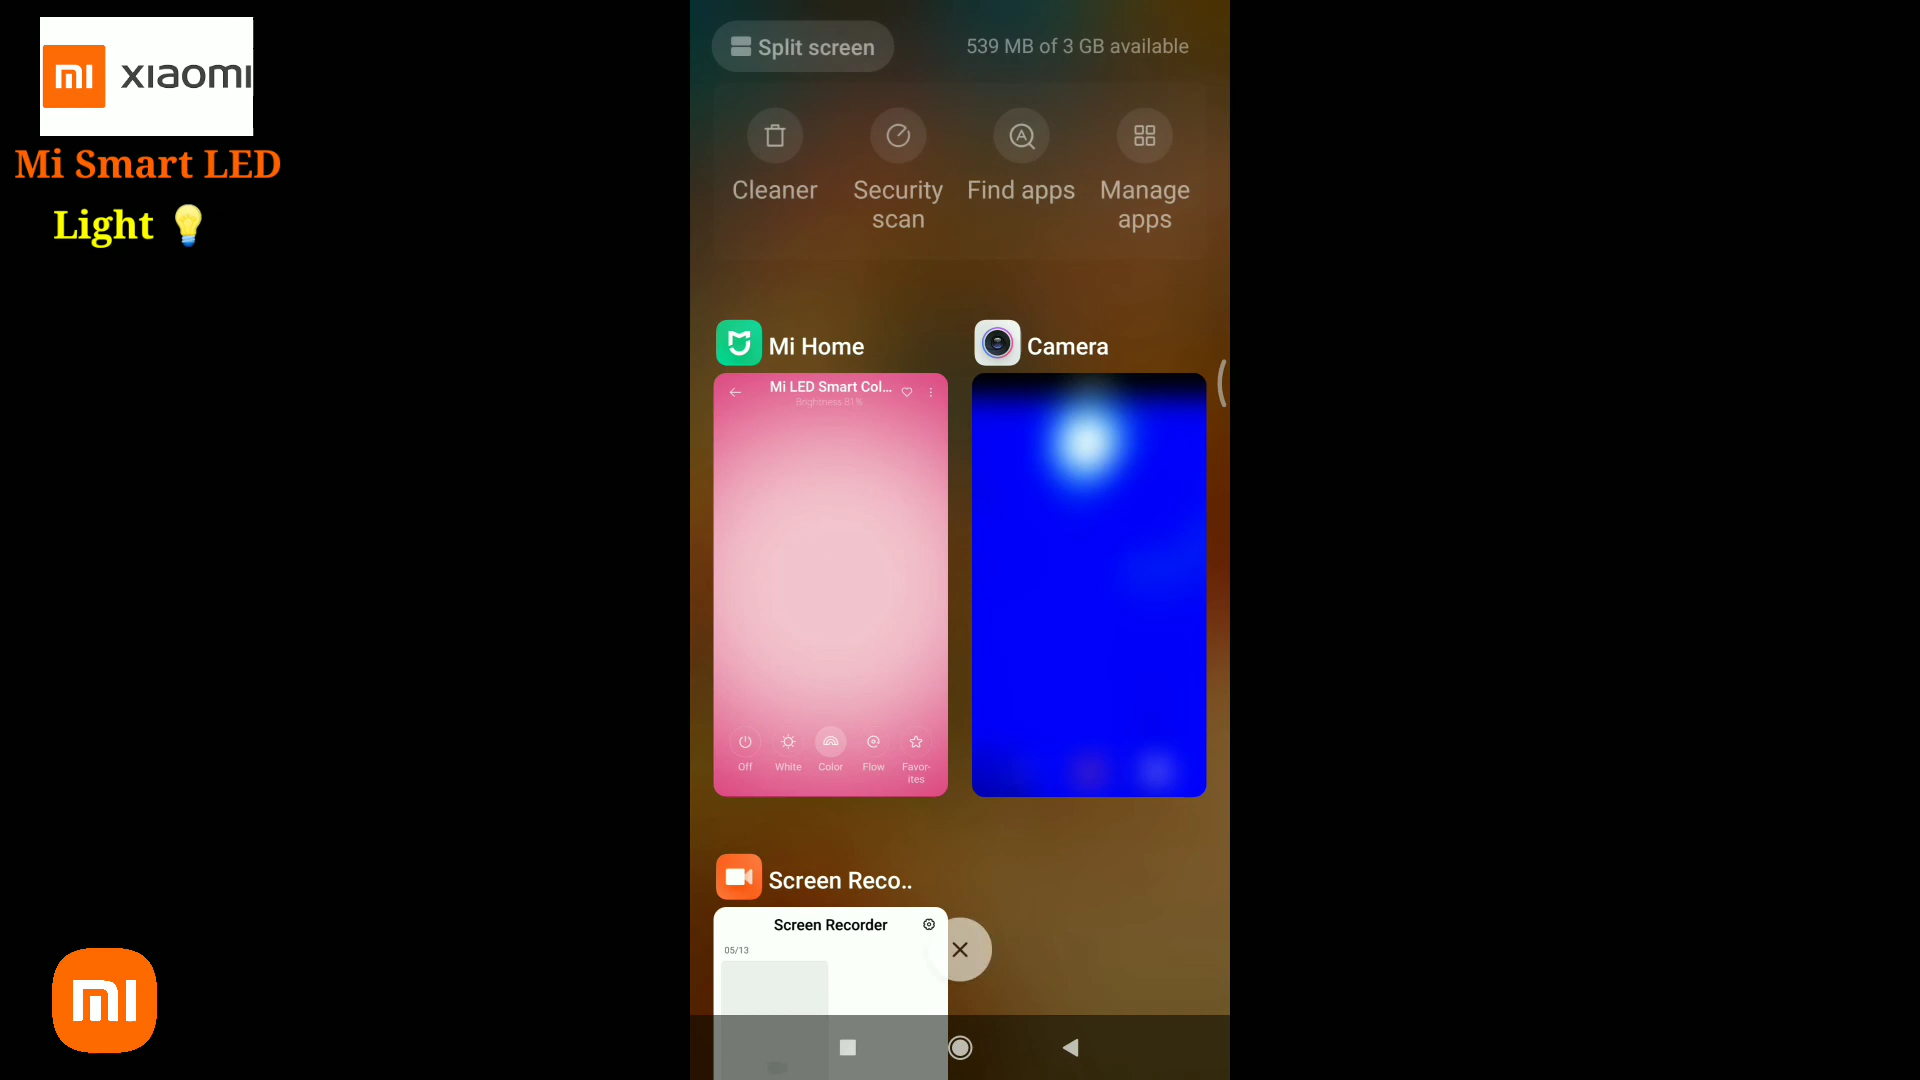 xiaomi
Mi Smart LED
Light
Split screen
539 MB of 3 GB available
Cleaner
Security
scan
Find apps
Manage
apps
Mi Home
Camera
Mi LED Smart Col...
Brightness 81%
Off
White
Color
Flow
Favor-
ites
Screen Reco..
Screen Recorder
05/13